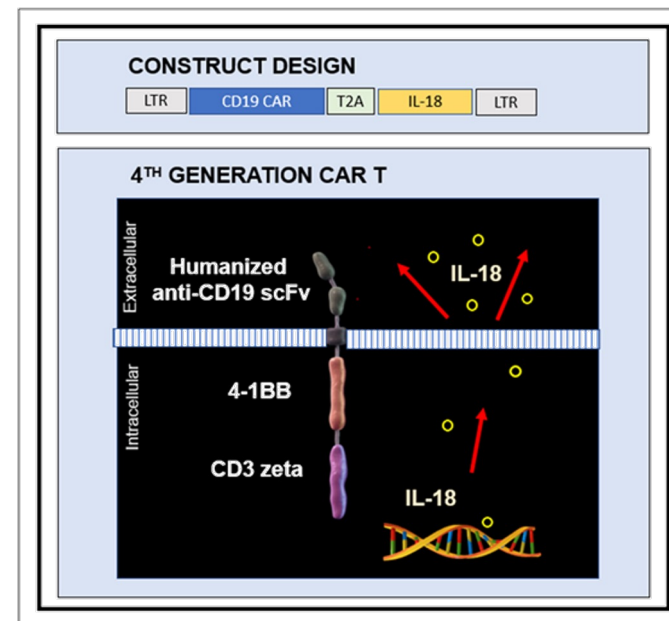 CONSTRUCT DESIGN
LTR CD19 CAR T2A IL-18 LTR
4TH GENERATION CAR T
Extracellular
Humanized
anti-CD19 scFv
IL-18
Intracellular
4-1BB
CD3 zeta
IL-18